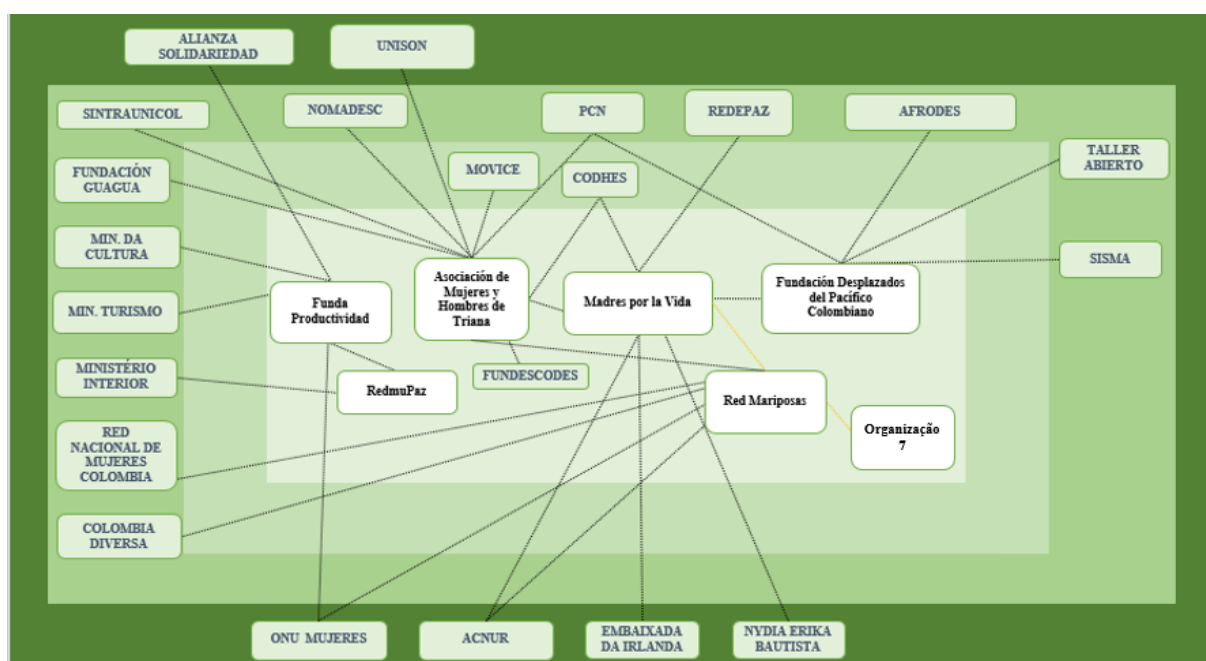 ALIANZA
SOLIDARIEDAD
UNISON
SINTRAUNICOL
NOMADESC
PCN
REDEPAZ
AFRODES
TALLER
ABIERTO
FUNDACIÓN
GUAGUA
MOVICE
CODHES
MIN. DA
CULTURA
SISMA
Asociación de
Mujeres y
Hombres de
Triana
Madres por la Vida
Fundación Desplazados
del Pacífico
Colombiano
Funda
Productividad
MIN. TURISMO
MINISTÉRIO
INTERIOR
RedmuPaz
FUNDESCODES
Red Mariposas
Organização
7
RED
NACIONAL DE
MUJERES
COLOMBIA
COLOMBIA
DIVERSA
ONU MUJERES
ACNUR
EMBAIXADA
DA IRLANDA
NYDIA ERIKA
BAUTISTA